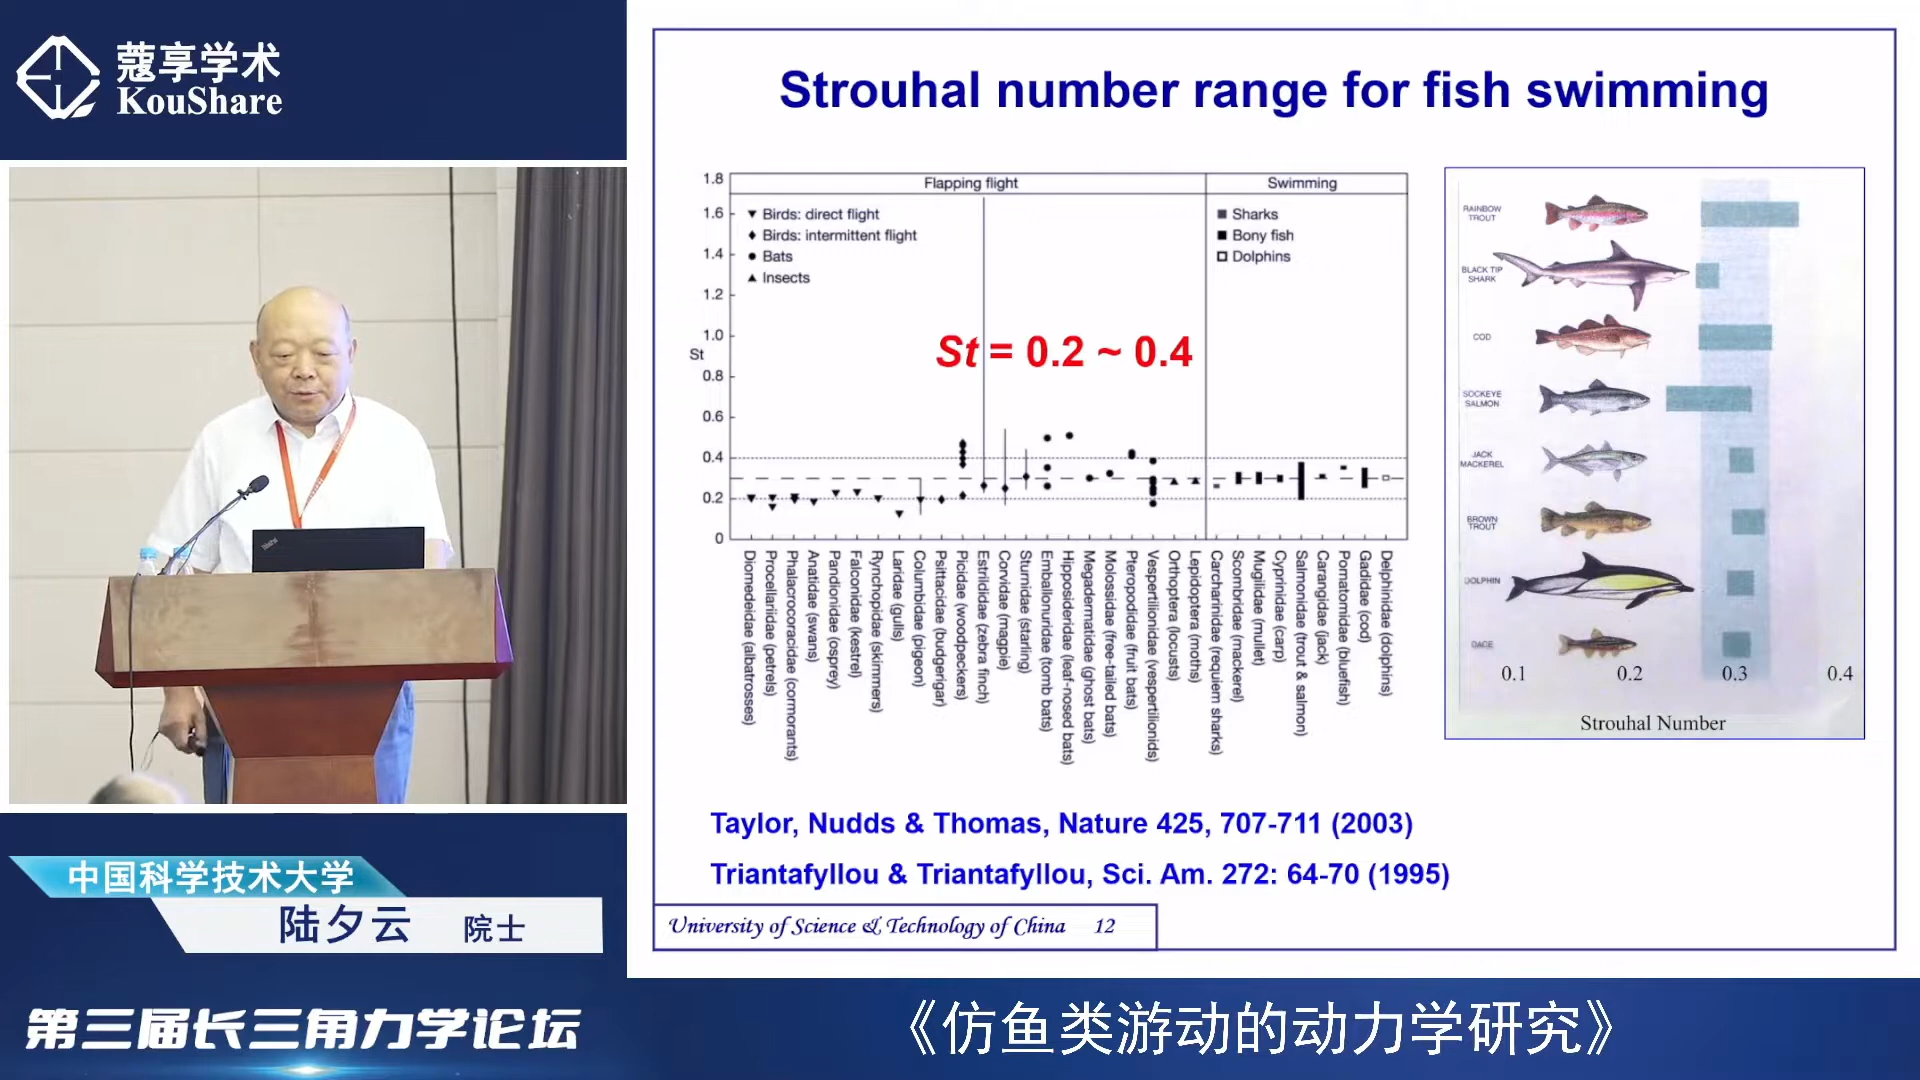 蔻享学术
KouShare
Strouhal number range for fish swimming
Flapping flight
Swimming
1.8
1.6
1.4
1.2
1.0
St
0.8
0.6
0.4
0.2
0
Birds: direct flight
Birds: intermittent flight
Bats
Insects
Sharks
Bony fish
Dolphins
St = 0.2 ~ 0.4
Diomedeidae (albatrosses)
Procellariidae (petrels)
Phalacrocoracidae (cormorants)
Anatidae (swans)
Pandionidae (osprey)
Falconidae (kestrel)
Rynchopidae (skimmers)
Laridae (gulls)
Columbidae (pigeon)
Psittacidae (budgerigar)
Picidae (woodpeckers)
Estrildidae (zebra finch)
Corvidae (magpie)
Sturnidae (starling)
Emballonuridae (tomb bats)
Hipposideridae (leaf-nosed bats)
Megadermatidae (ghost bats)
Molossidae (free-tailed bats)
Pteropodidae (fruit bats)
Vespertilionidae (vespertilionids)
Orthoptera (locusts)
Lepidoptera (moths)
Carcharinidae (requiem sharks)
Scombridae (mackerel)
Mugilidae (mullet)
Cyprinidae (carp)
Salmonidae (trout & salmon)
Carangidae (jack)
Pomatomidae (bluefish)
Gadidae (cod)
Delphinidae (dolphins)
RAINBOW
TROUT
BLACK TIP
SHARK
COD
SOCKEYE
SALMON
JACK
MACKEREL
BROWN
TROUT
DOLPHIN
DACE
0.1 0.2 0.3 0.4
Strouhal Number
Taylor, Nudds & Thomas, Nature 425, 707-711 (2003)
Triantafyllou & Triantafyllou, Sci. Am. 272: 64-70 (1995)
University of Science & Technology of China 12
中国科学技术大学
陆夕云 院士
第三届长三角力学论坛
《仿鱼类游动的动力学研究》